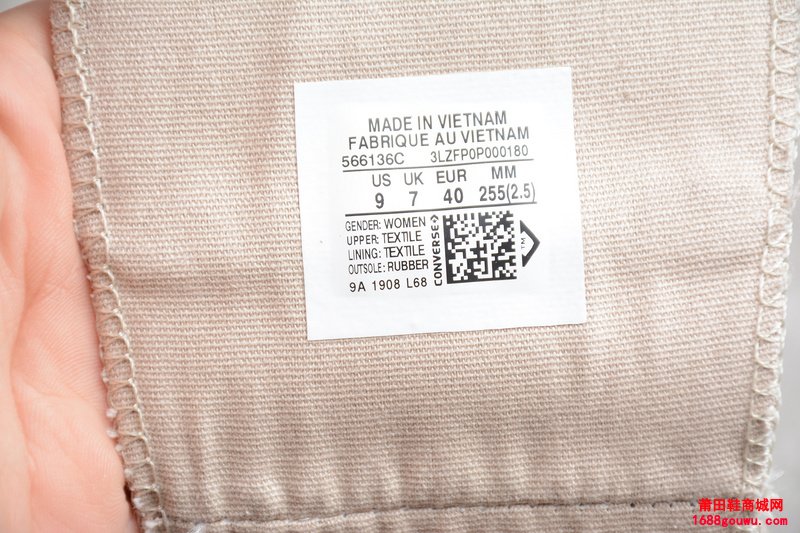 MADE IN VIETNAM
FABRIQUE AU VIETNAM
566136C 3LZFP0P000180
US UK EUR MM
9 7 40 255(2.5)
GENDER: WOMEN
UPPER: TEXTILE
LINING: TEXTILE
OUTSOLE: RUBBER
9A 1908 L68
CONVERSE
TM
莆田鞋商城网
1688gouwu.com